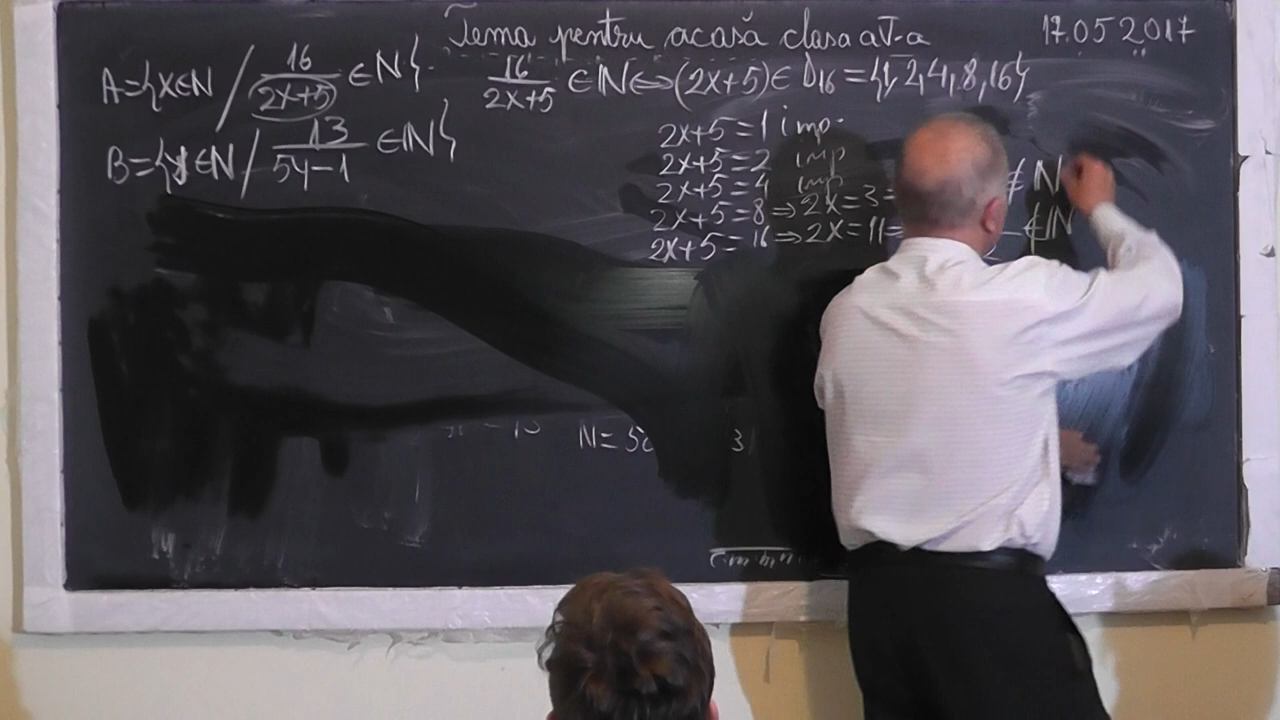 Tema pentru acasă clasa a V-a 17.05.2017
A={x∈N / 16/(2x+5) ∈N}. 16/(2x+5) ∈ℕ⇔(2x+5)∈ D₁₆ = {1,2,4,8,16}
B={y∈N / 13/(5y-1) ∈ℕ}
2x+5=1 imp.
2x+5=2 imp
2x+5=4 imp
2x+5=8⇒2x=3= ∉ ℕ
2x+5=16⇒2x=11= ∉ℕ
N=
3